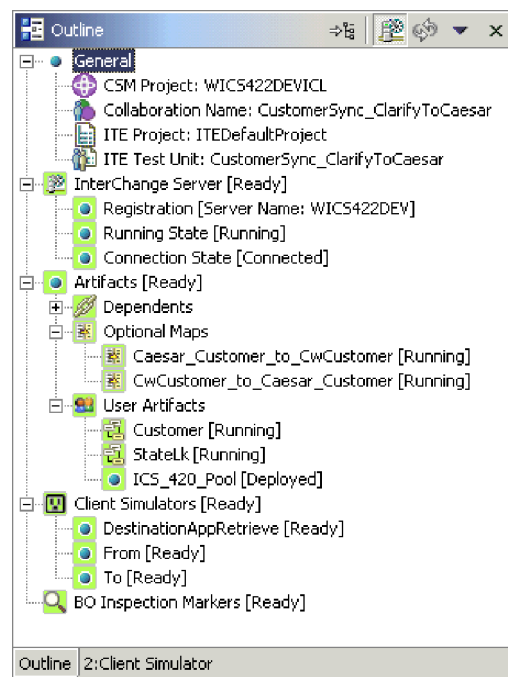 Outline
General
CSM Project: WICS422DEVICL
Collaboration Name: CustomerSync_ClarifyToCaesar
ITE Project: ITEDefaultProject
ITE Test Unit: CustomerSync_ClarifyToCaesar
InterChange Server [Ready]
Registration [Server Name: WICS422DEV]
Running State [Running]
Connection State [Connected]
Artifacts [Ready]
Dependents
Optional Maps
Caesar_Customer_to_CwCustomer [Running]
CwCustomer_to_Caesar_Customer [Running]
User Artifacts
Customer [Running]
StateLk [Running]
ICS_420_Pool [Deployed]
Client Simulators [Ready]
DestinationAppRetrieve [Ready]
From [Ready]
To [Ready]
BO Inspection Markers [Ready]
Outline 2:Client Simulator